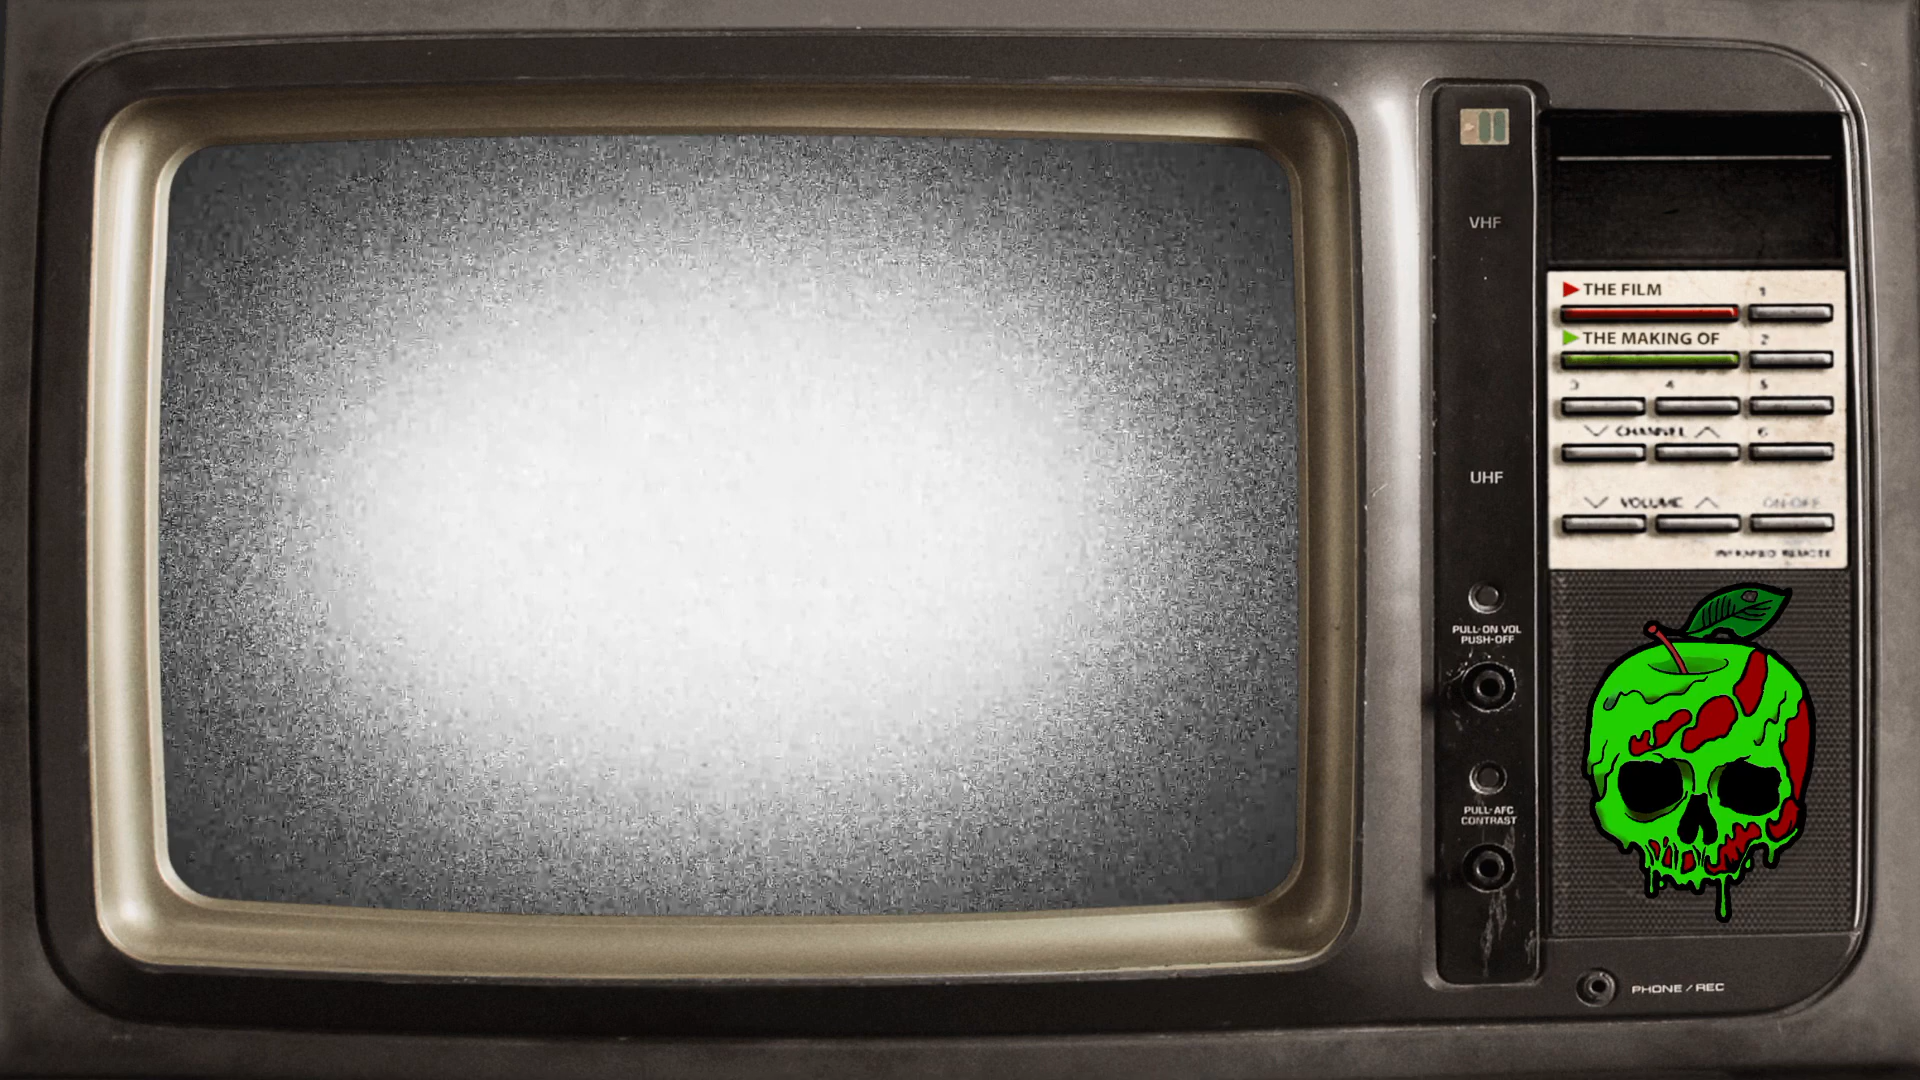 VHF
UHF
PULL-ON VOL
PUSH-OFF
PULL-AFC
CONTRAST
THE FILM
1
THE MAKING OF
2
3 4 5
CHANNEL 6
VOLUME ON-OFF
INFRARED REMOTE
PHONE / REC